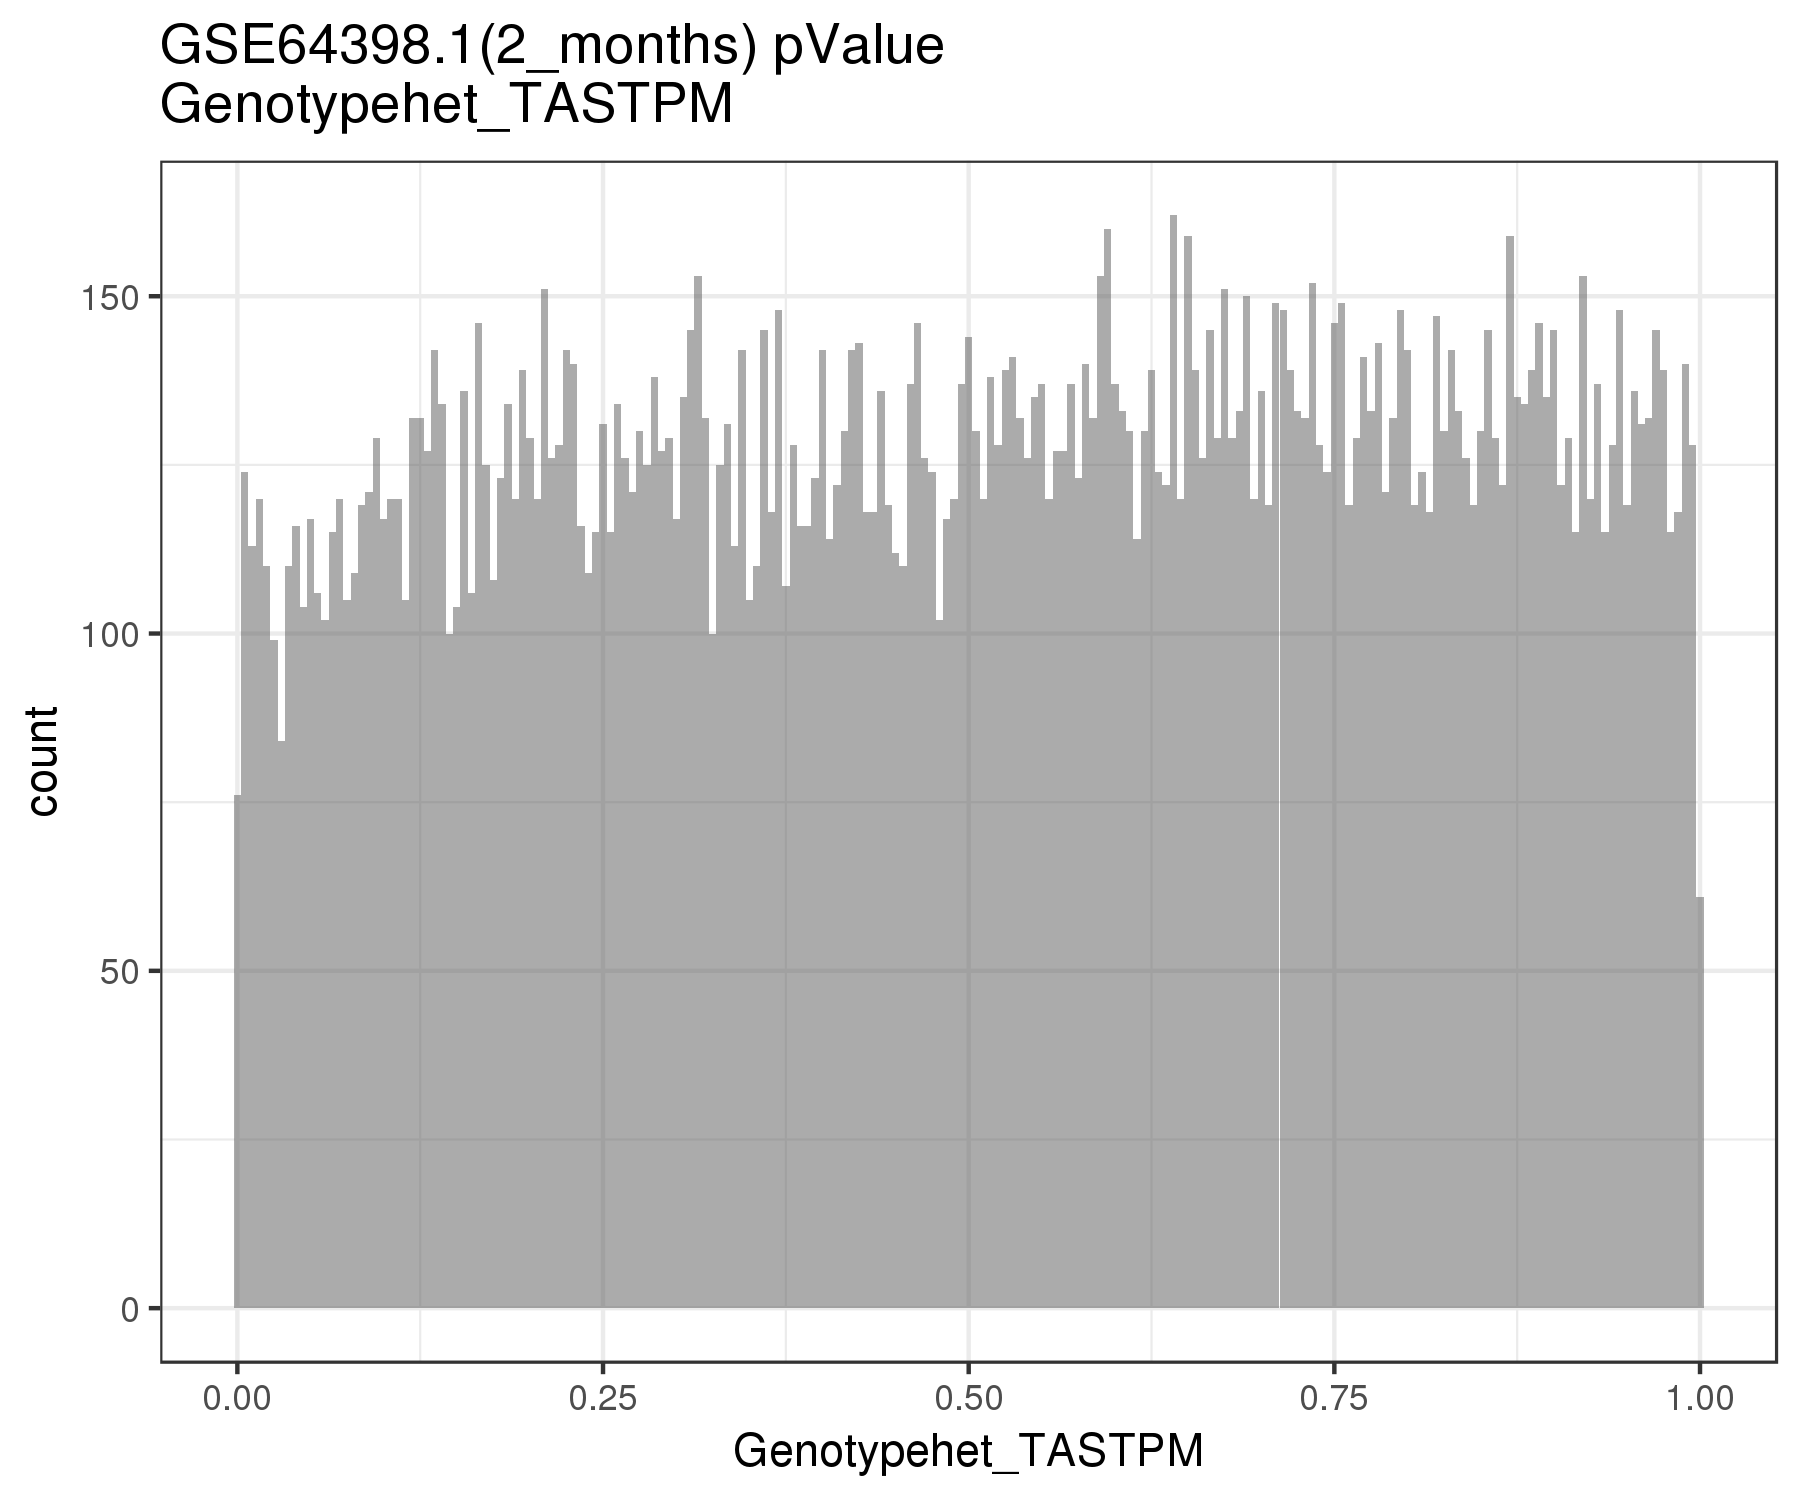 GSE64398.1(2_months) pValue
Genotypehet_TASTPM
150
100
50
0
count
0.00 0.25 0.50 0.75 1.00
Genotypehet_TASTPM